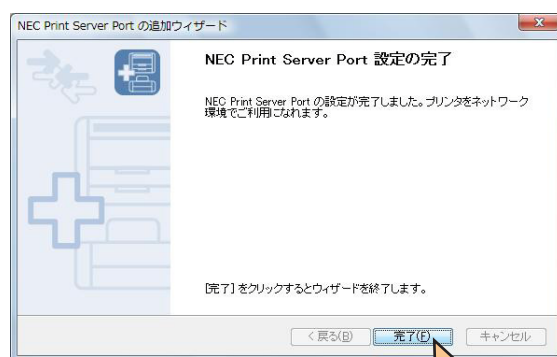 NEC Print Server Port の追加ウィザード
NEC Print Server Port 設定の完了
NEC Print Server Port の設定が完了しました。プリンタをネットワーク
環境でご利用になれます。
[完了] をクリックするとウィザードを終了します。
< 戻る(B)
完了(F)
キャンセル